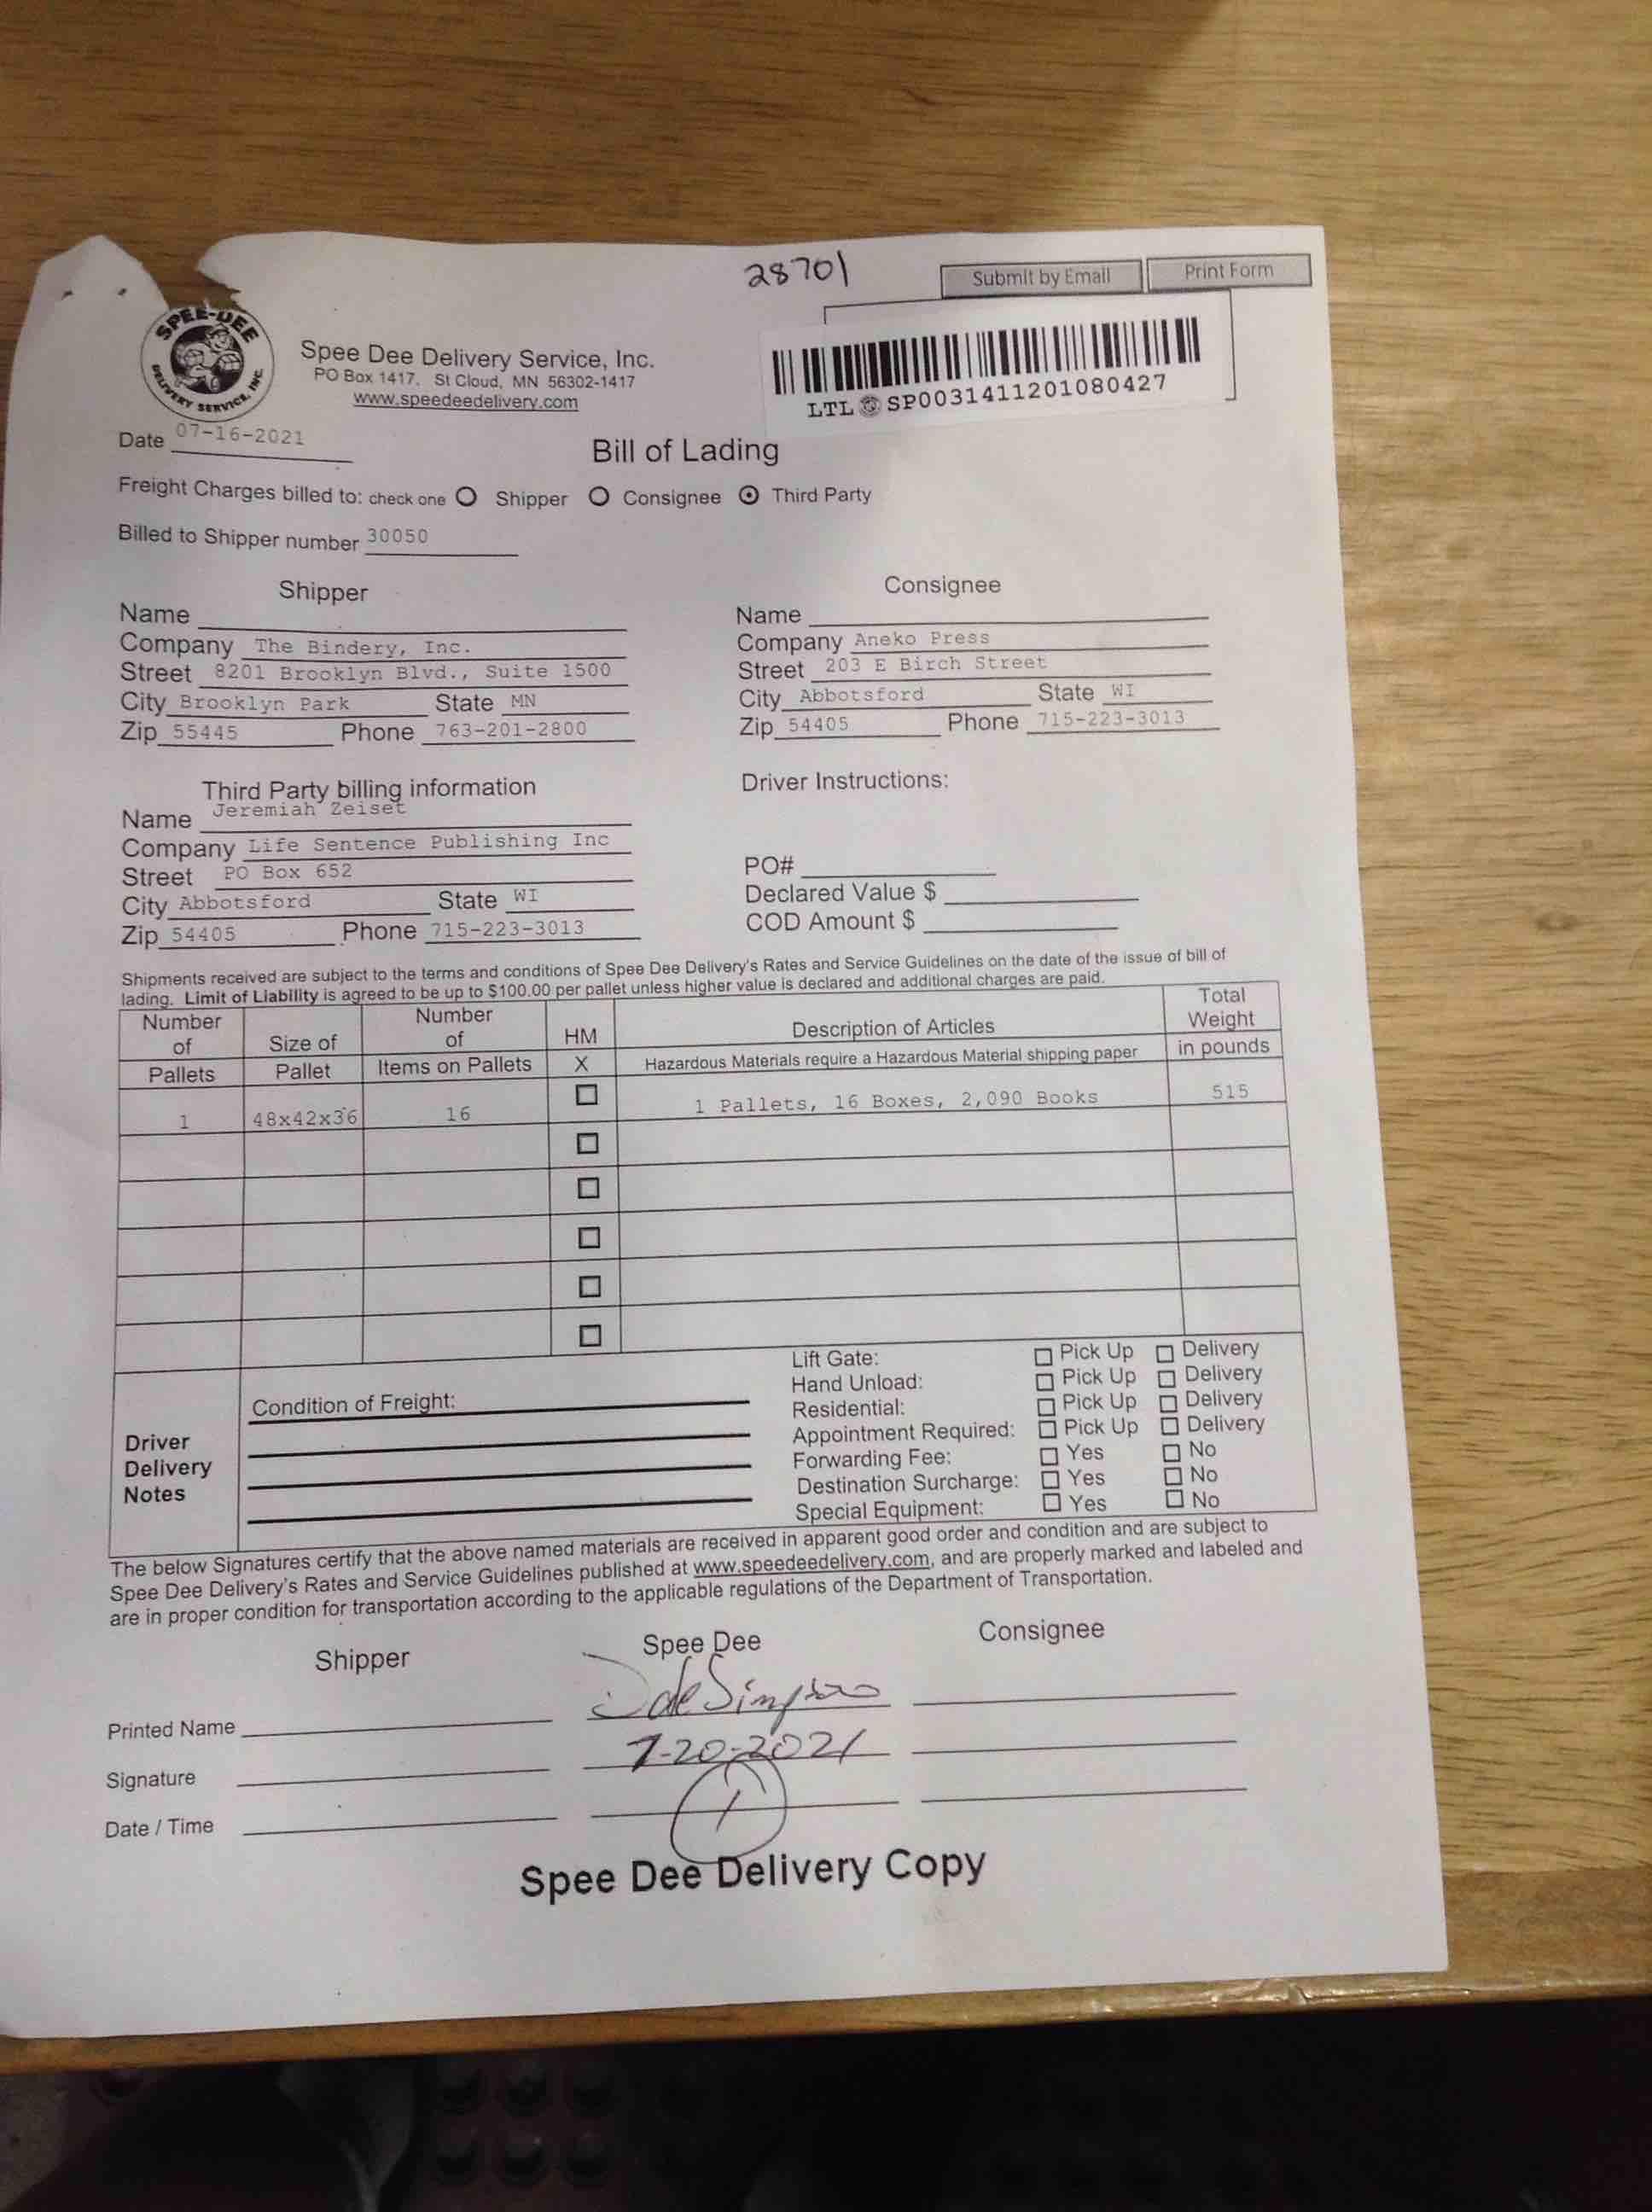 28701
Submit by Email Print Form
SPEE-DEE DELIVERY SERVICE, INC.
Spee Dee Delivery Service, Inc.
PO Box 1417, St Cloud, MN 56302-1417
www.speedeedelivery.com
LTL SP0031411201080427
Date 07-16-2021
Bill of Lading
Freight Charges billed to: check one Shipper Consignee Third Party
Billed to Shipper number 30050
Shipper
Name
Company The Bindery, Inc.
Street 8201 Brooklyn Blvd., Suite 1500
City Brooklyn Park State MN
Zip 55445 Phone 763-201-2800
Consignee
Name
Company Aneko Press
Street 203 E Birch Street
City Abbotsford State WI
Zip 54405 Phone 715-223-3013
Third Party billing information
Name Jeremiah Zeiset
Company Life Sentence Publishing Inc
Street PO Box 652
City Abbotsford State WI
Zip 54405 Phone 715-223-3013
Driver Instructions:
PO#
Declared Value $
COD Amount $
Shipments received are subject to the terms and conditions of Spee Dee Delivery's Rates and Service Guidelines on the date of the issue of bill of
lading. Limit of Liability is agreed to be up to $100.00 per pallet unless higher value is declared and additional charges are paid.
Number of Pallets
Size of Pallet
Number of Items on Pallets
HM X
Description of Articles
Hazardous Materials require a Hazardous Material shipping paper
Total Weight in pounds
1 48x42x36 16 1 Pallets, 16 Boxes, 2,090 Books 515
Driver Delivery Notes
Condition of Freight:
Lift Gate: Pick Up Delivery
Hand Unload: Pick Up Delivery
Residential: Pick Up Delivery
Appointment Required: Pick Up Delivery
Forwarding Fee: Yes No
Destination Surcharge: Yes No
Special Equipment: Yes No
The below Signatures certify that the above named materials are received in apparent good order and condition and are subject to
Spee Dee Delivery's Rates and Service Guidelines published at www.speedeedelivery.com, and are properly marked and labeled and
are in proper condition for transportation according to the applicable regulations of the Department of Transportation.
Shipper Spee Dee Consignee
Printed Name
Signature 7-20-2021
Date / Time 1
Spee Dee Delivery Copy